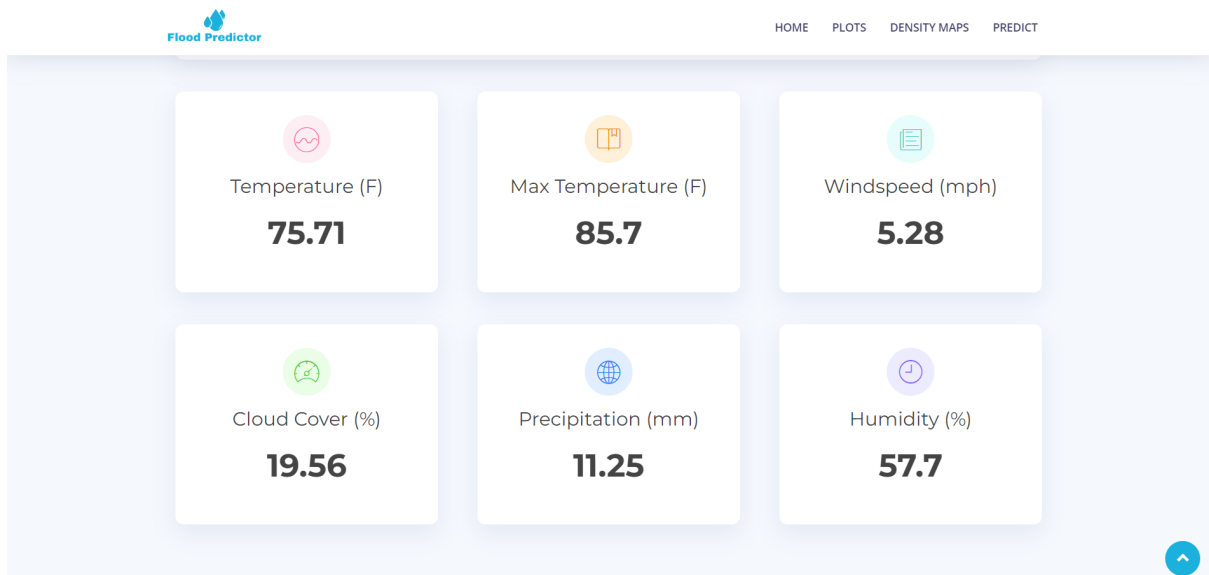 Flood Predictor
HOME PLOTS DENSITY MAPS PREDICT
Temperature (F)
75.71
Max Temperature (F)
85.7
Windspeed (mph)
5.28
Cloud Cover (%)
19.56
Precipitation (mm)
11.25
Humidity (%)
57.7